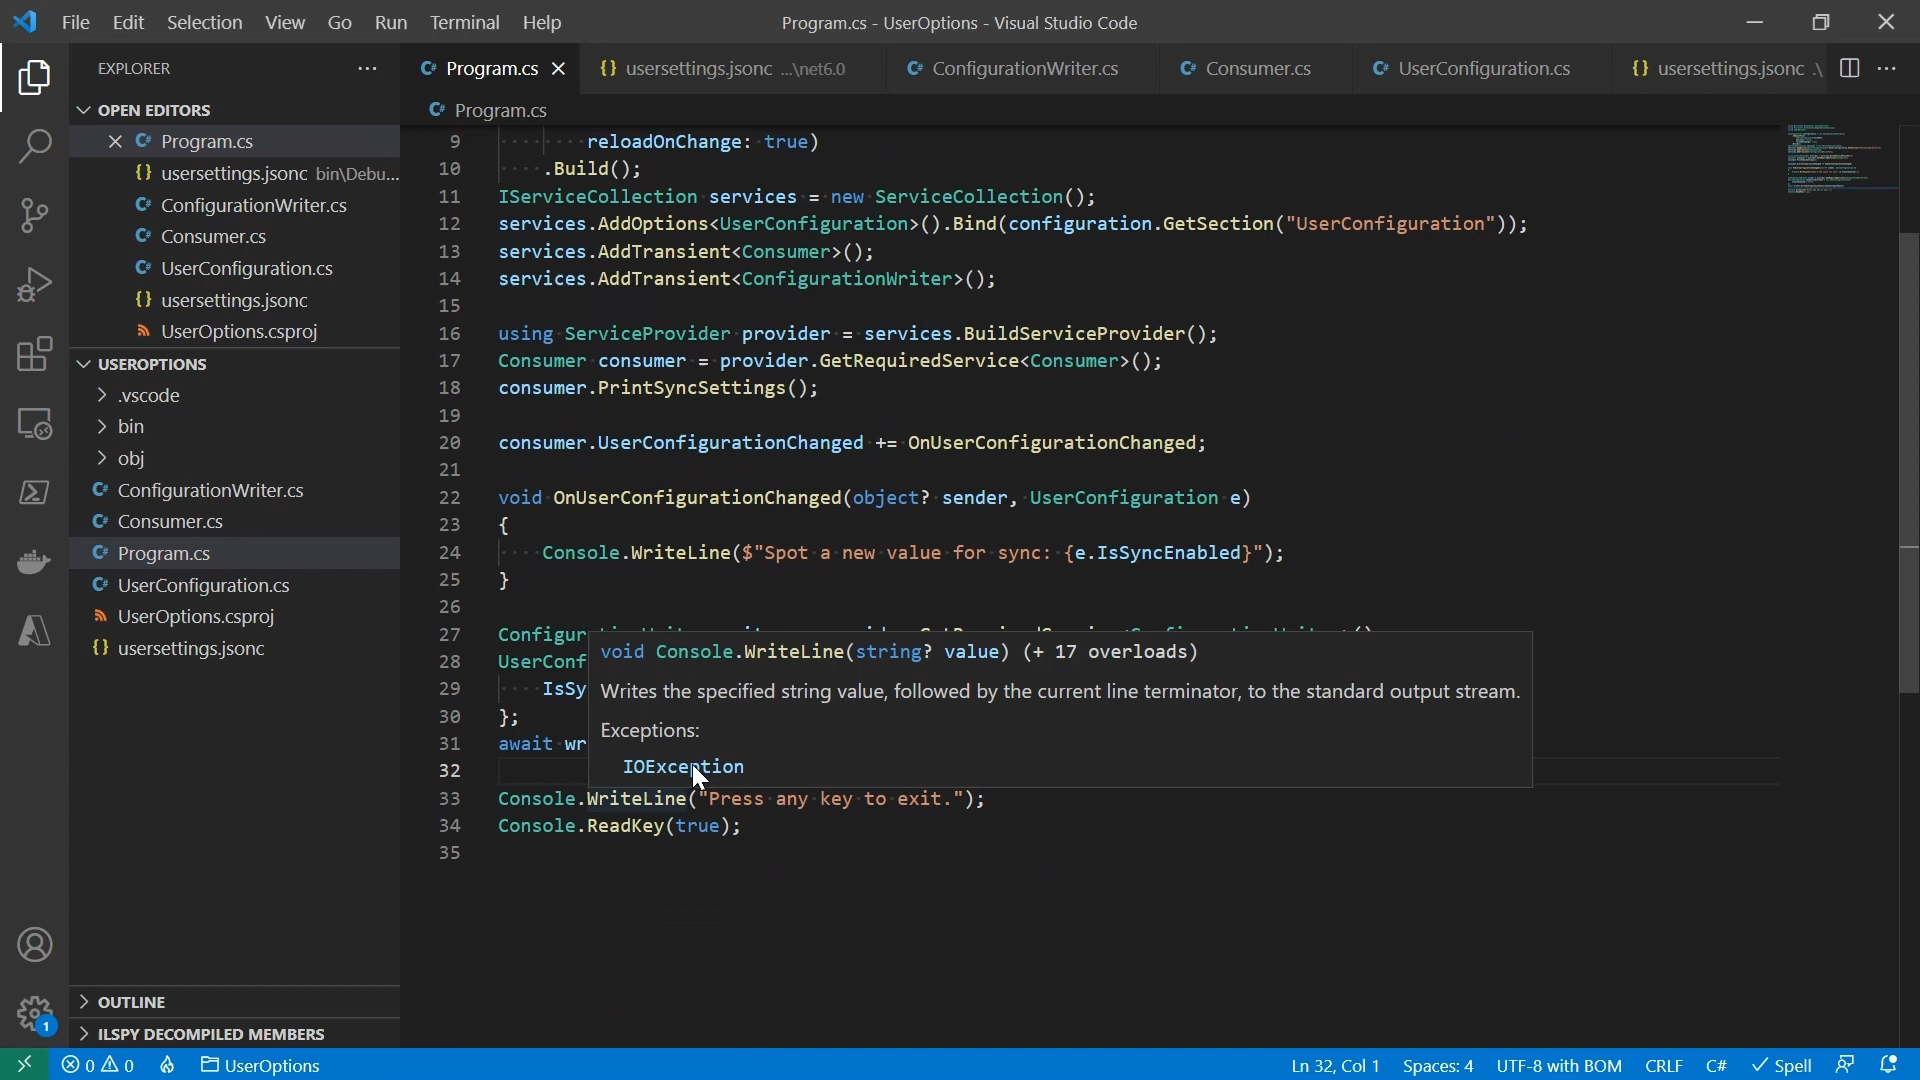 File Edit Selection View Go Run Terminal Help
Program.cs - UserOptions - Visual Studio Code
EXPLORER
Program.cs
usersettings.jsonc ...\net6.0
ConfigurationWriter.cs
Consumer.cs
UserConfiguration.cs
usersettings.jsonc .\
OPEN EDITORS
Program.cs
usersettings.jsonc bin\Debu...
ConfigurationWriter.cs
Consumer.cs
UserConfiguration.cs
usersettings.jsonc
UserOptions.csproj
USEROPTIONS
.vscode
bin
obj
ConfigurationWriter.cs
Consumer.cs
Program.cs
UserConfiguration.cs
UserOptions.csproj
usersettings.jsonc
OUTLINE
ILSPY DECOMPILED MEMBERS
Program.cs
9 reloadOnChange: true)
10 .Build();
11 IServiceCollection services = new ServiceCollection();
12 services.AddOptions<UserConfiguration>().Bind(configuration.GetSection("UserConfiguration"));
13 services.AddTransient<Consumer>();
14 services.AddTransient<ConfigurationWriter>();
15
16 using ServiceProvider provider = services.BuildServiceProvider();
17 Consumer consumer = provider.GetRequiredService<Consumer>();
18 consumer.PrintSyncSettings();
19
20 consumer.UserConfigurationChanged += OnUserConfigurationChanged;
21
22 void OnUserConfigurationChanged(object? sender, UserConfiguration e)
23 {
24 Console.WriteLine($"Spot a new value for sync: {e.IsSyncEnabled}");
25 }
26
27 Configur
28 UserConf
29 IsSy
30 };
31 await wr
32
33 Console.WriteLine("Press any key to exit.");
34 Console.ReadKey(true);
35
void Console.WriteLine(string? value) (+ 17 overloads)
Writes the specified string value, followed by the current line terminator, to the standard output stream.
Exceptions:
IOException
1
0 0 UserOptions
Ln 32, Col 1 Spaces: 4 UTF-8 with BOM CRLF C# Spell